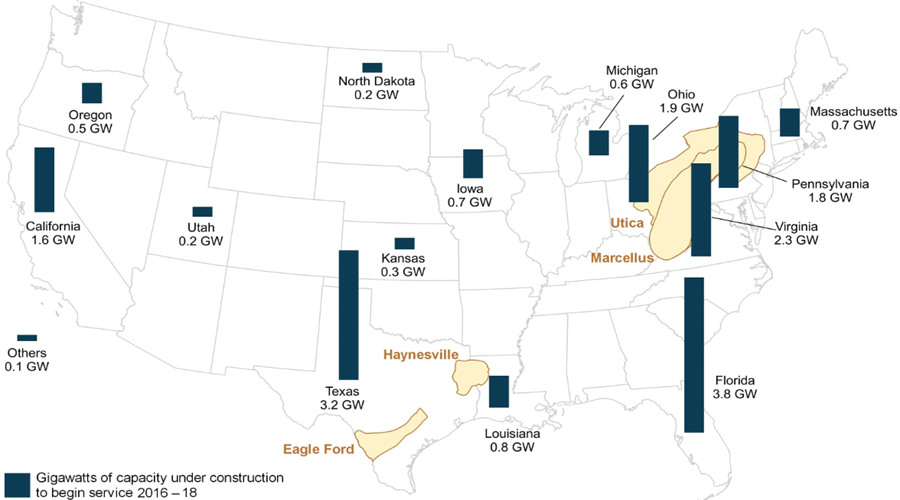 Michigan
0.6 GW
Ohio
1.9 GW
North Dakota
0.2 GW
Oregon
0.5 GW
Massachusetts
0.7 GW
Iowa
0.7 GW
Pennsylvania
1.8 GW
California
1.6 GW
Utah
0.2 GW
Utica
Virginia
2.3 GW
Kansas
0.3 GW
Marcellus
Others
0.1 GW
Haynesville
Texas
3.2 GW
Florida
3.8 GW
Louisiana
0.8 GW
Eagle Ford
Gigawatts of capacity under construction
to begin service 2016 – 18